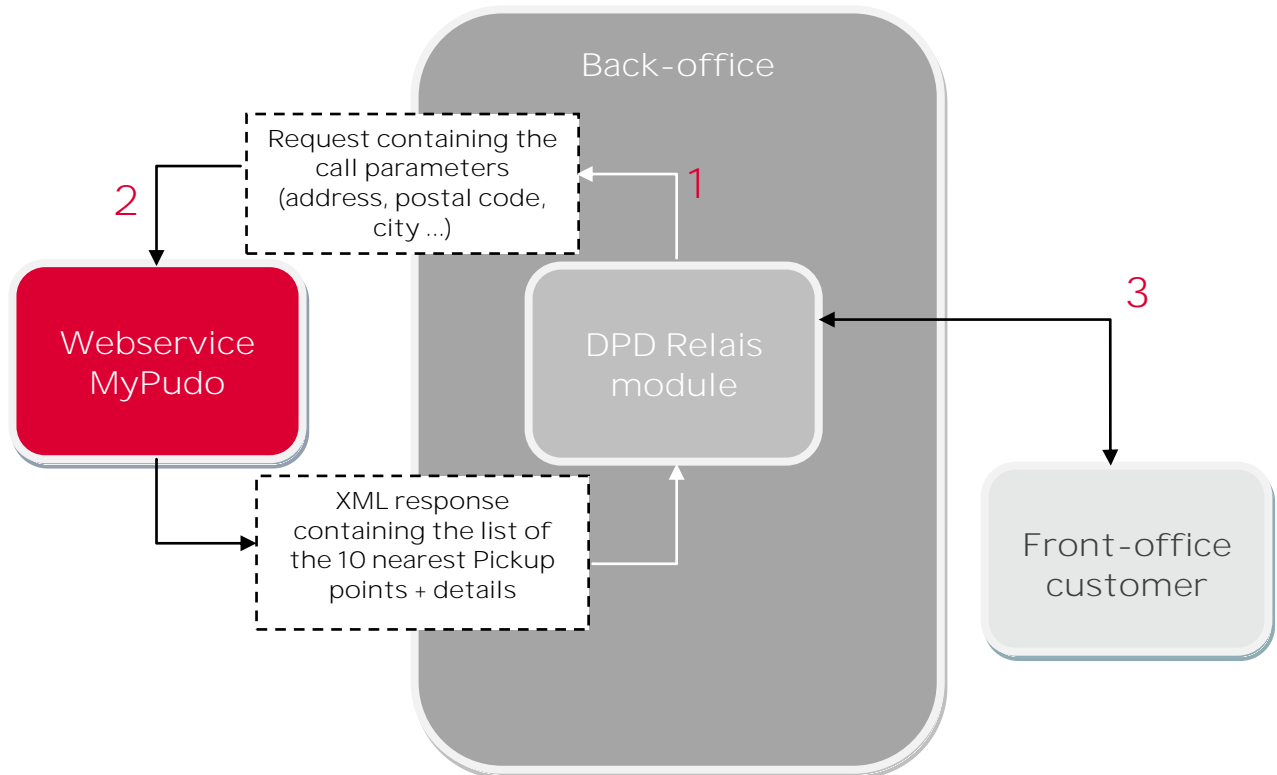 Back-office
Request containing the
call parameters
(address, postal code,
city ...)
1
2
3
Webservice
MyPudo
DPD Relais
module
XML response
containing the list of
the 10 nearest Pickup
points + details
Front-office
customer